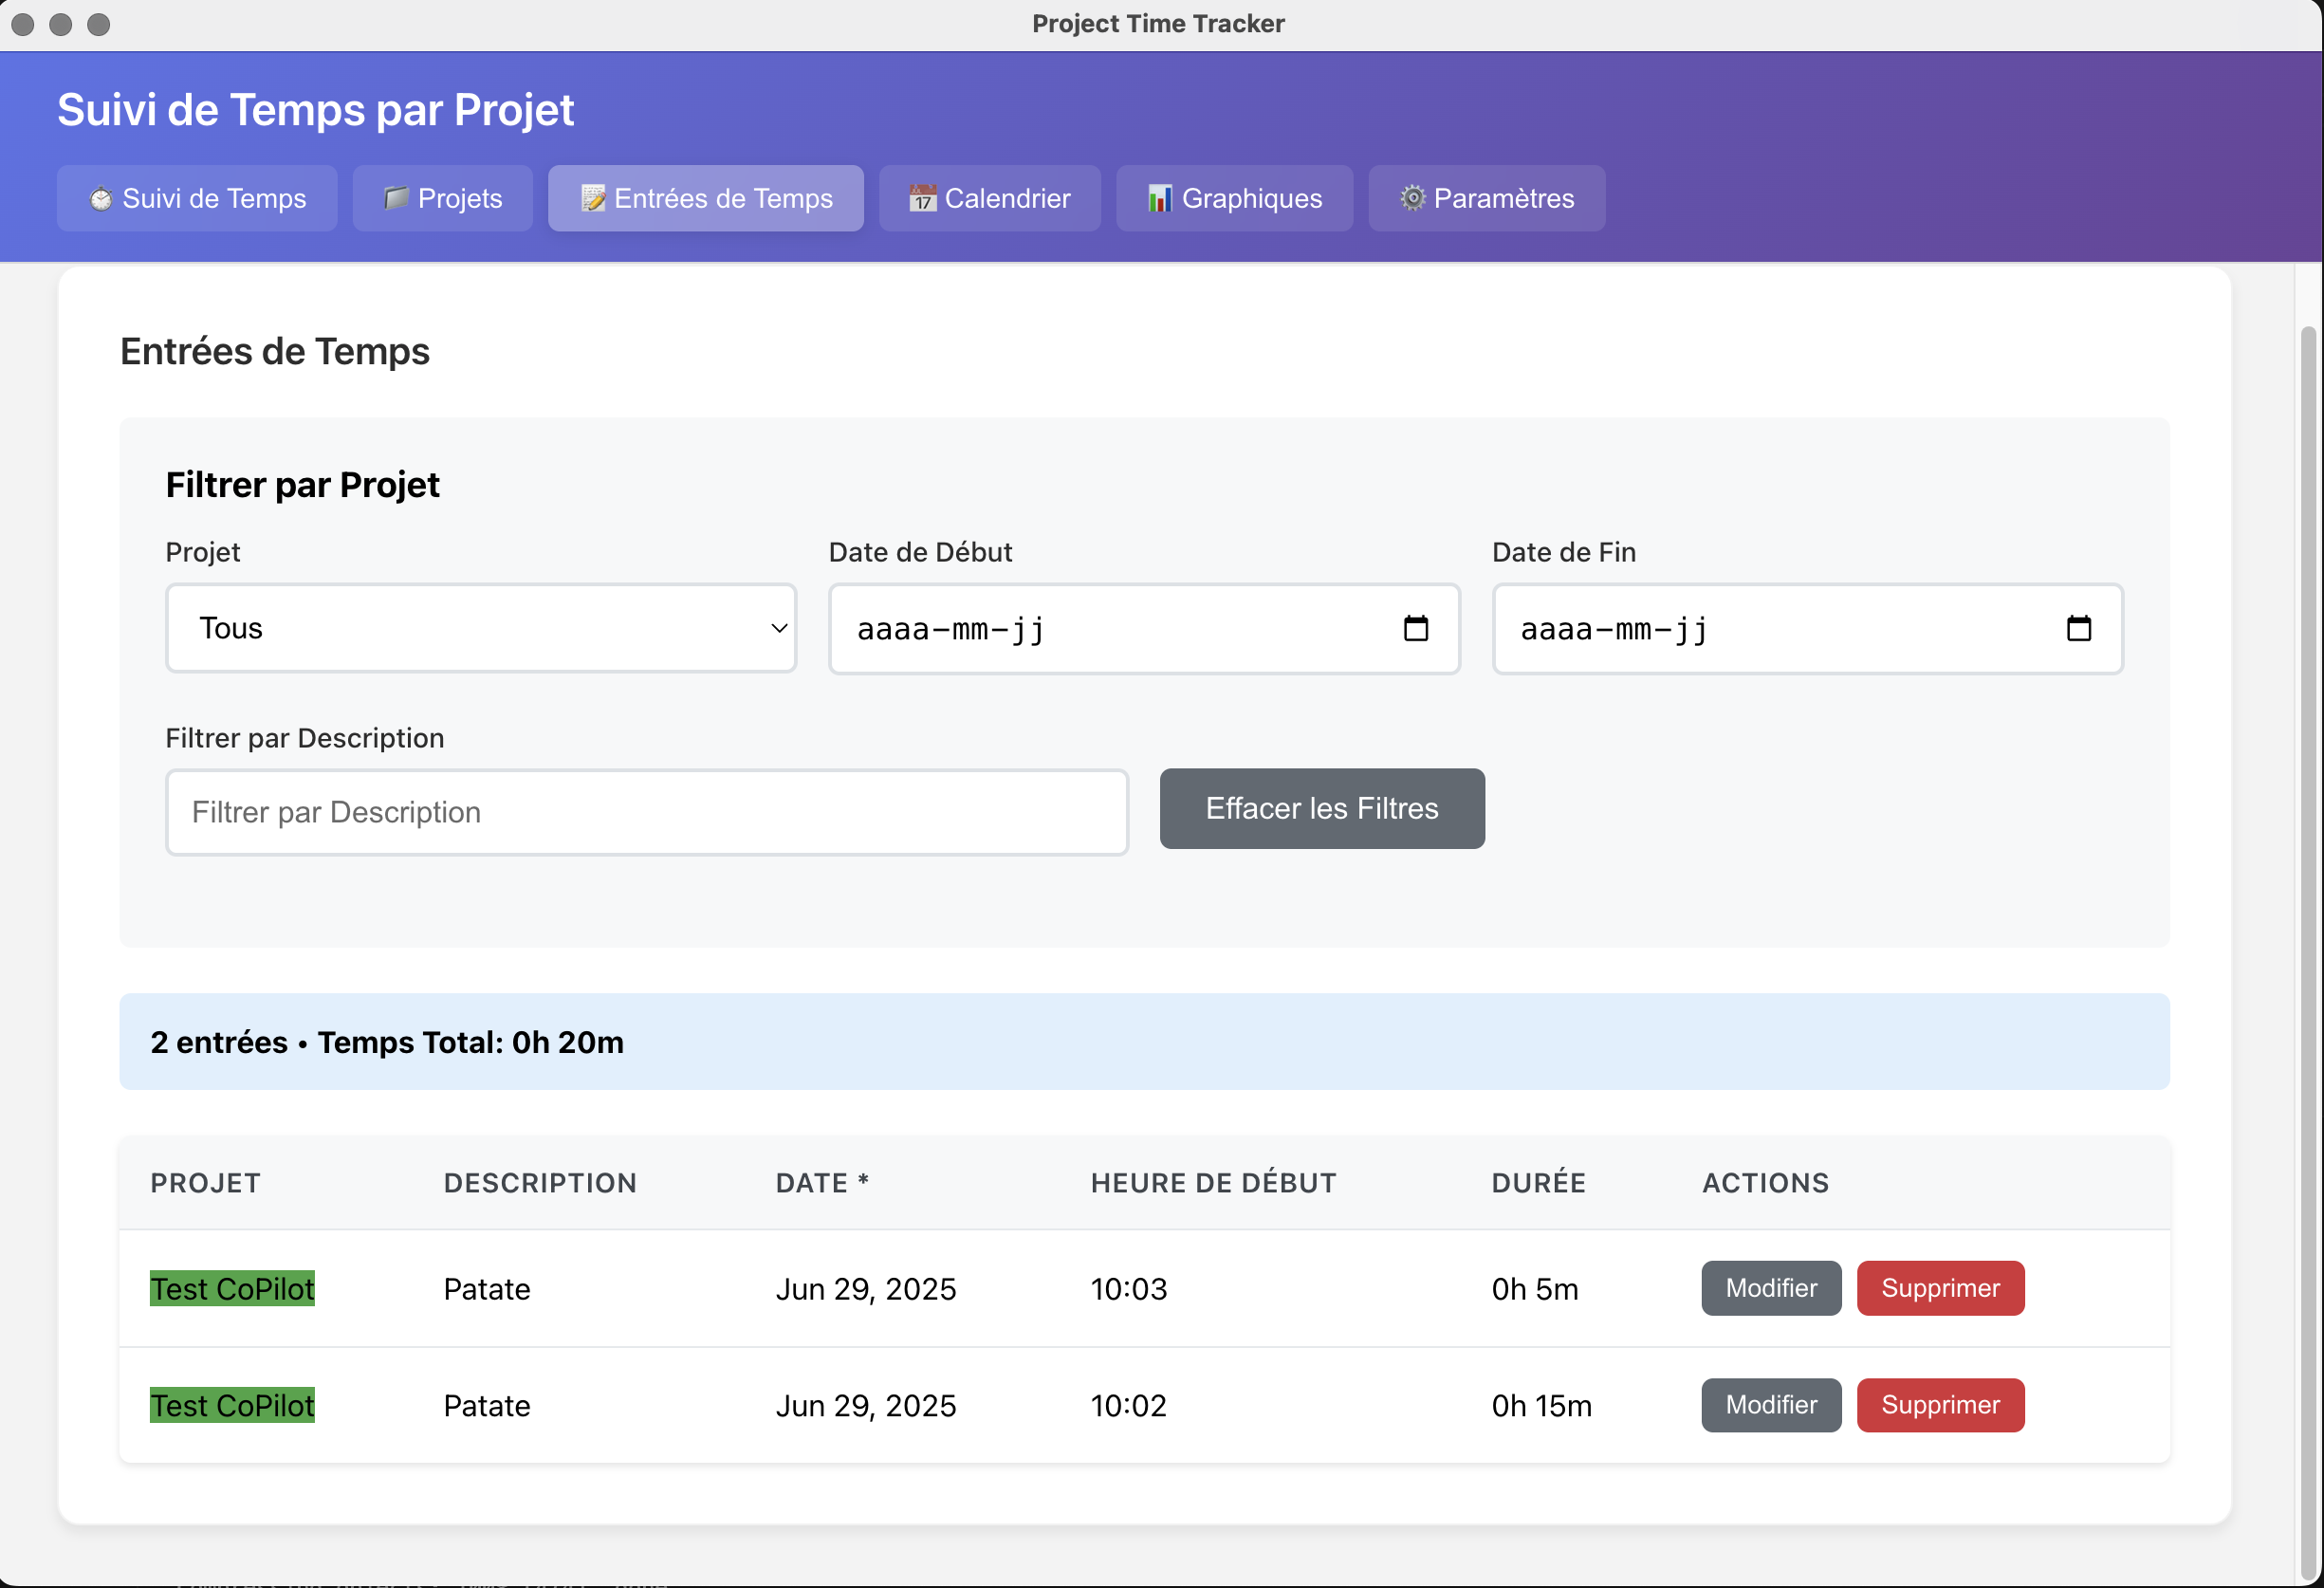 Project Time Tracker
Suivi de Temps par Projet
Suivi de Temps
Projets
Entrées de Temps
17 Calendrier
Graphiques
Paramètres
Entrées de Temps
Filtrer par Projet
Projet
Date de Début
Date de Fin
Tous
aaaa-mm-jj
aaaa-mm-jj
Filtrer par Description
Filtrer par Description
Effacer les Filtres
2 entrées • Temps Total: 0h 20m
PROJET DESCRIPTION DATE * HEURE DE DÉBUT DURÉE ACTIONS
Test CoPilot Patate Jun 29, 2025 10:03 0h 5m Modifier Supprimer
Test CoPilot Patate Jun 29, 2025 10:02 0h 15m Modifier Supprimer